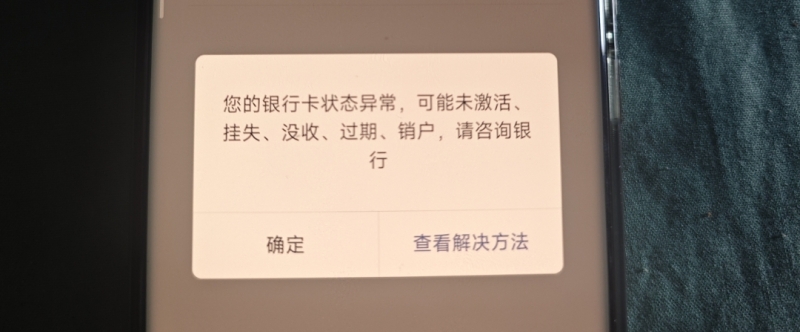 您的银行卡状态异常，可能未激活、
挂失、没收、过期、销户，请咨询银
行
确定
查看解决方法